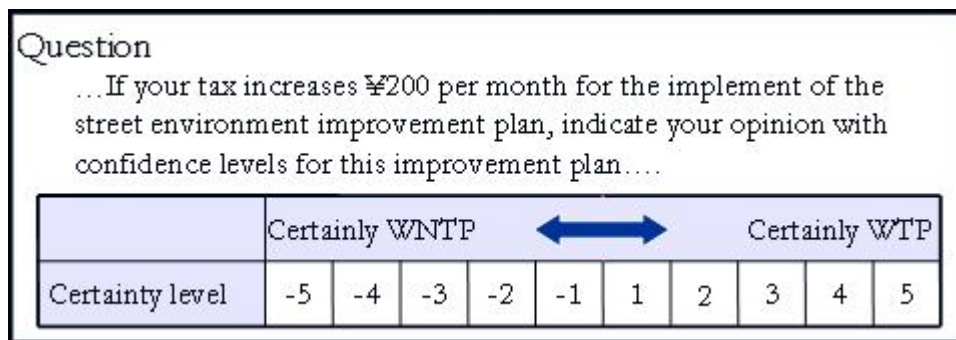 Question
…If your tax increases ¥200 per month for the implement of the
street environment improvement plan, indicate your opinion with
confidence levels for this improvement plan….
Certainly WNTP Certainly WTP
Certainty level -5 -4 -3 -2 -1 1 2 3 4 5